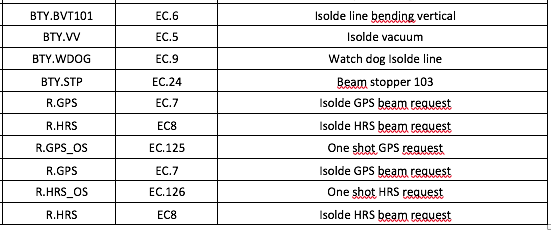 BTY.BVT101 EC.6 Isolde line bending vertical
BTY.VV EC.5 Isolde vacuum
BTY.WDOG EC.9 Watch dog Isolde line
BTY.STP EC.24 Beam stopper 103
R.GPS EC.7 Isolde GPS beam request
R.HRS EC8 Isolde HRS beam request
R.GPS_OS EC.125 One shot GPS request
R.GPS EC.7 Isolde GPS beam request
R.HRS_OS EC.126 One shot HRS request
R.HRS EC8 Isolde HRS beam request